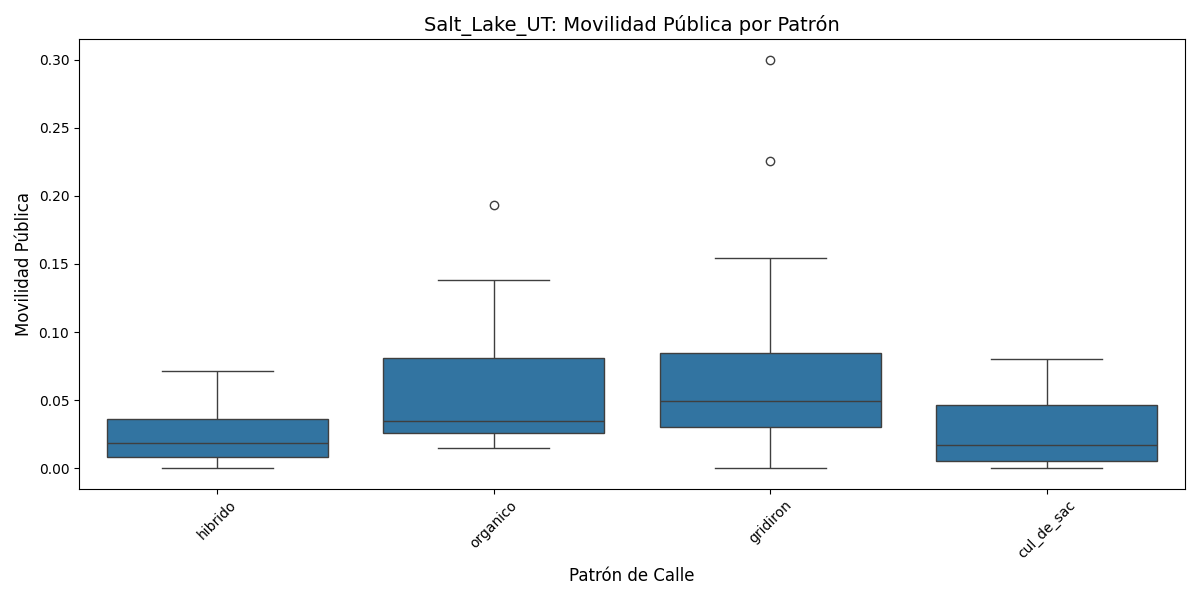 Salt_Lake_UT: Movilidad Pública por Patrón
Movilidad Pública
0.30
0.25
0.20
0.15
0.10
0.05
0.00
hibrido
organico
gridiron
cul_de_sac
Patrón de Calle